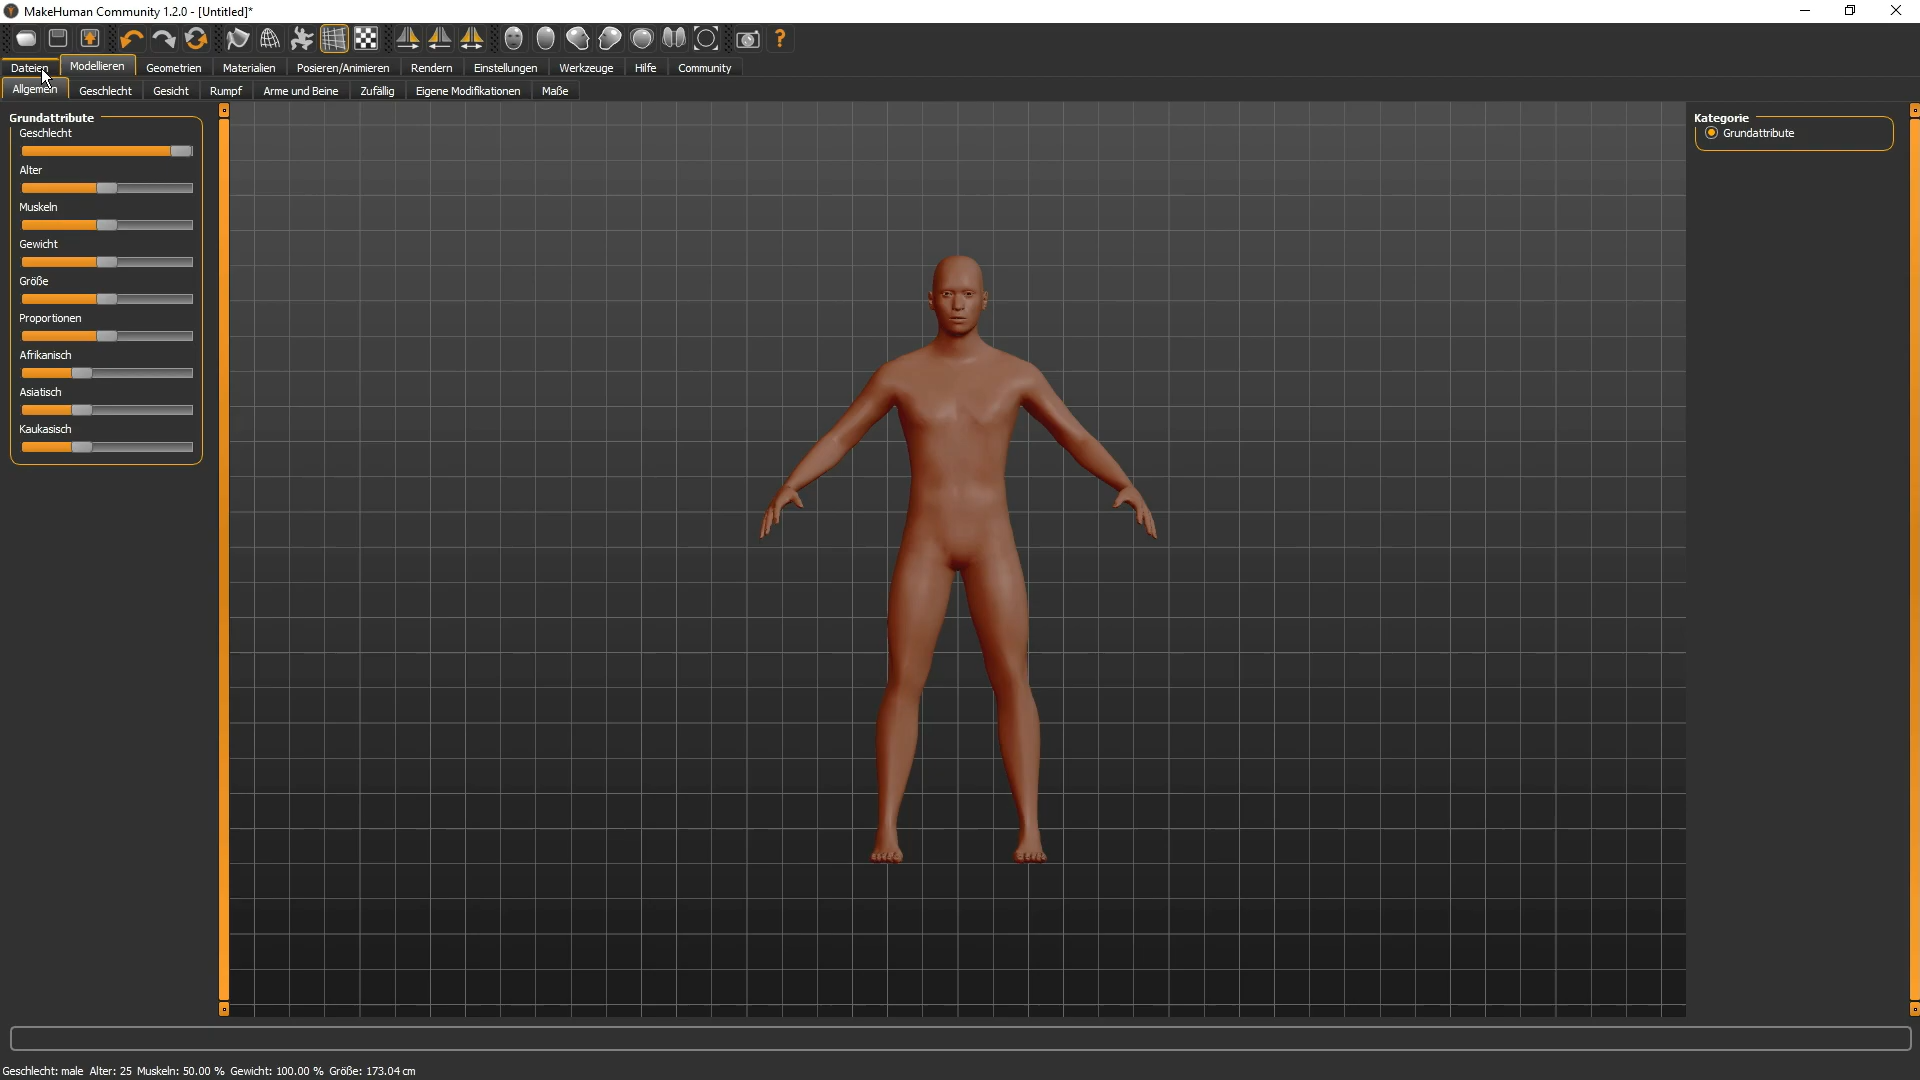 MakeHuman Community 1.2.0 - [Untitled]*
Dateien Modellieren Geometrien Materialien Posieren/Animieren Rendern Einstellungen Werkzeuge Hilfe Community
Allgemein Geschlecht Gesicht Rumpf Arme und Beine Zufällig Eigene Modifikationen Maße
Grundattribute
Geschlecht
Alter
Muskeln
Gewicht
Größe
Proportionen
Afrikanisch
Asiatisch
Kaukasisch
Kategorie
Grundattribute
Geschlecht: male Alter: 25 Muskeln: 50.00 % Gewicht: 100.00 % Größe: 173.04 cm